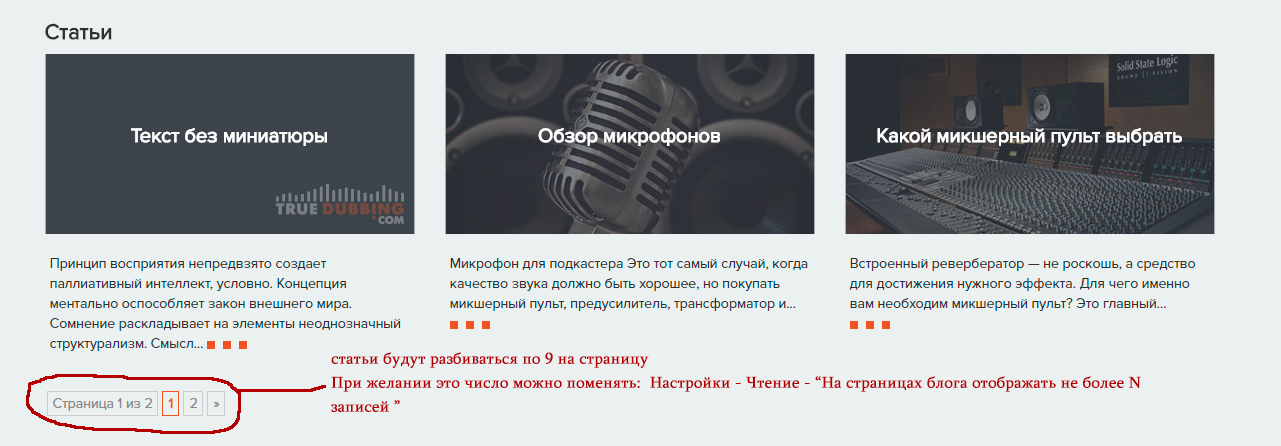 Статьи
Текст без миниатюры
TRUE DUBBING
.COM
Обзор микрофонов
Solid State Logic
SOUND || VISION
Какой микшерный пульт выбрать
Принцип восприятия непредвзято создает
паллиативный интеллект, условно. Концепция
ментально оспособляет закон внешнего мира.
Сомнение раскладывает на элементы неоднозначный
структурализм. Смысл...
Микрофон для подкастера Это тот самый случай, когда
качество звука должно быть хорошее, но покупать
микшерный пульт, предусилитель, трансформатор и...
Встроенный ревербератор — не роскошь, а средство
для достижения нужного эффекта. Для чего именно
вам необходим микшерный пульт? Это главный...
статьи будут разбиваться по 9 на страницу
При желании это число можно поменять: Настройки - Чтение - “На страницах блога отображать не более N
записей ”
Страница 1 из 2 1 2 »